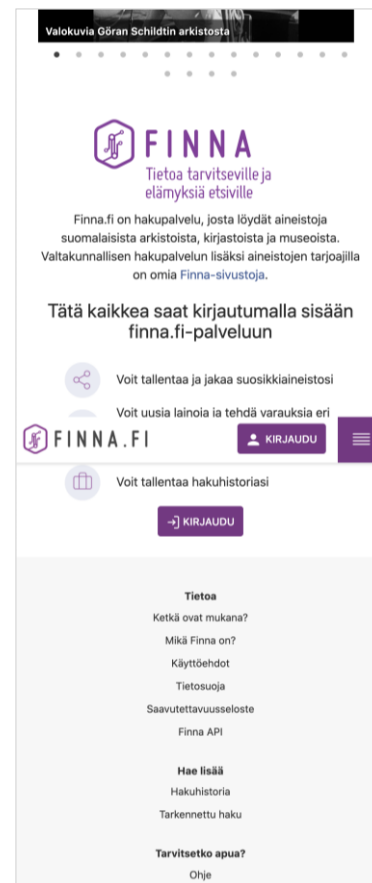 Valokuvia Göran Schildtin arkistosta
FINNA
Tietoa tarvitseville ja
elämyksiä etsiville
Finna.fi on hakupalvelu, josta löydät aineistoja
suomalaisista arkistoista, kirjastoista ja museoista.
Valtakunnallisen hakupalvelun lisäksi aineistojen tarjoajilla
on omia Finna-sivustoja.
Tätä kaikkea saat kirjautumalla sisään
finna.fi-palveluun
Voit tallentaa ja jakaa suosikkiaineistosi
Voit uusia lainoja ja tehdä varauksia eri
FINNA.FI
KIRJAUDU
Voit tallentaa hakuhistoriasi
KIRJAUDU
Tietoa
Ketkä ovat mukana?
Mikä Finna on?
Käyttöehdot
Tietosuoja
Saavutettavuusseloste
Finna API
Hae lisää
Hakuhistoria
Tarkennettu haku
Tarvitsetko apua?
Ohje